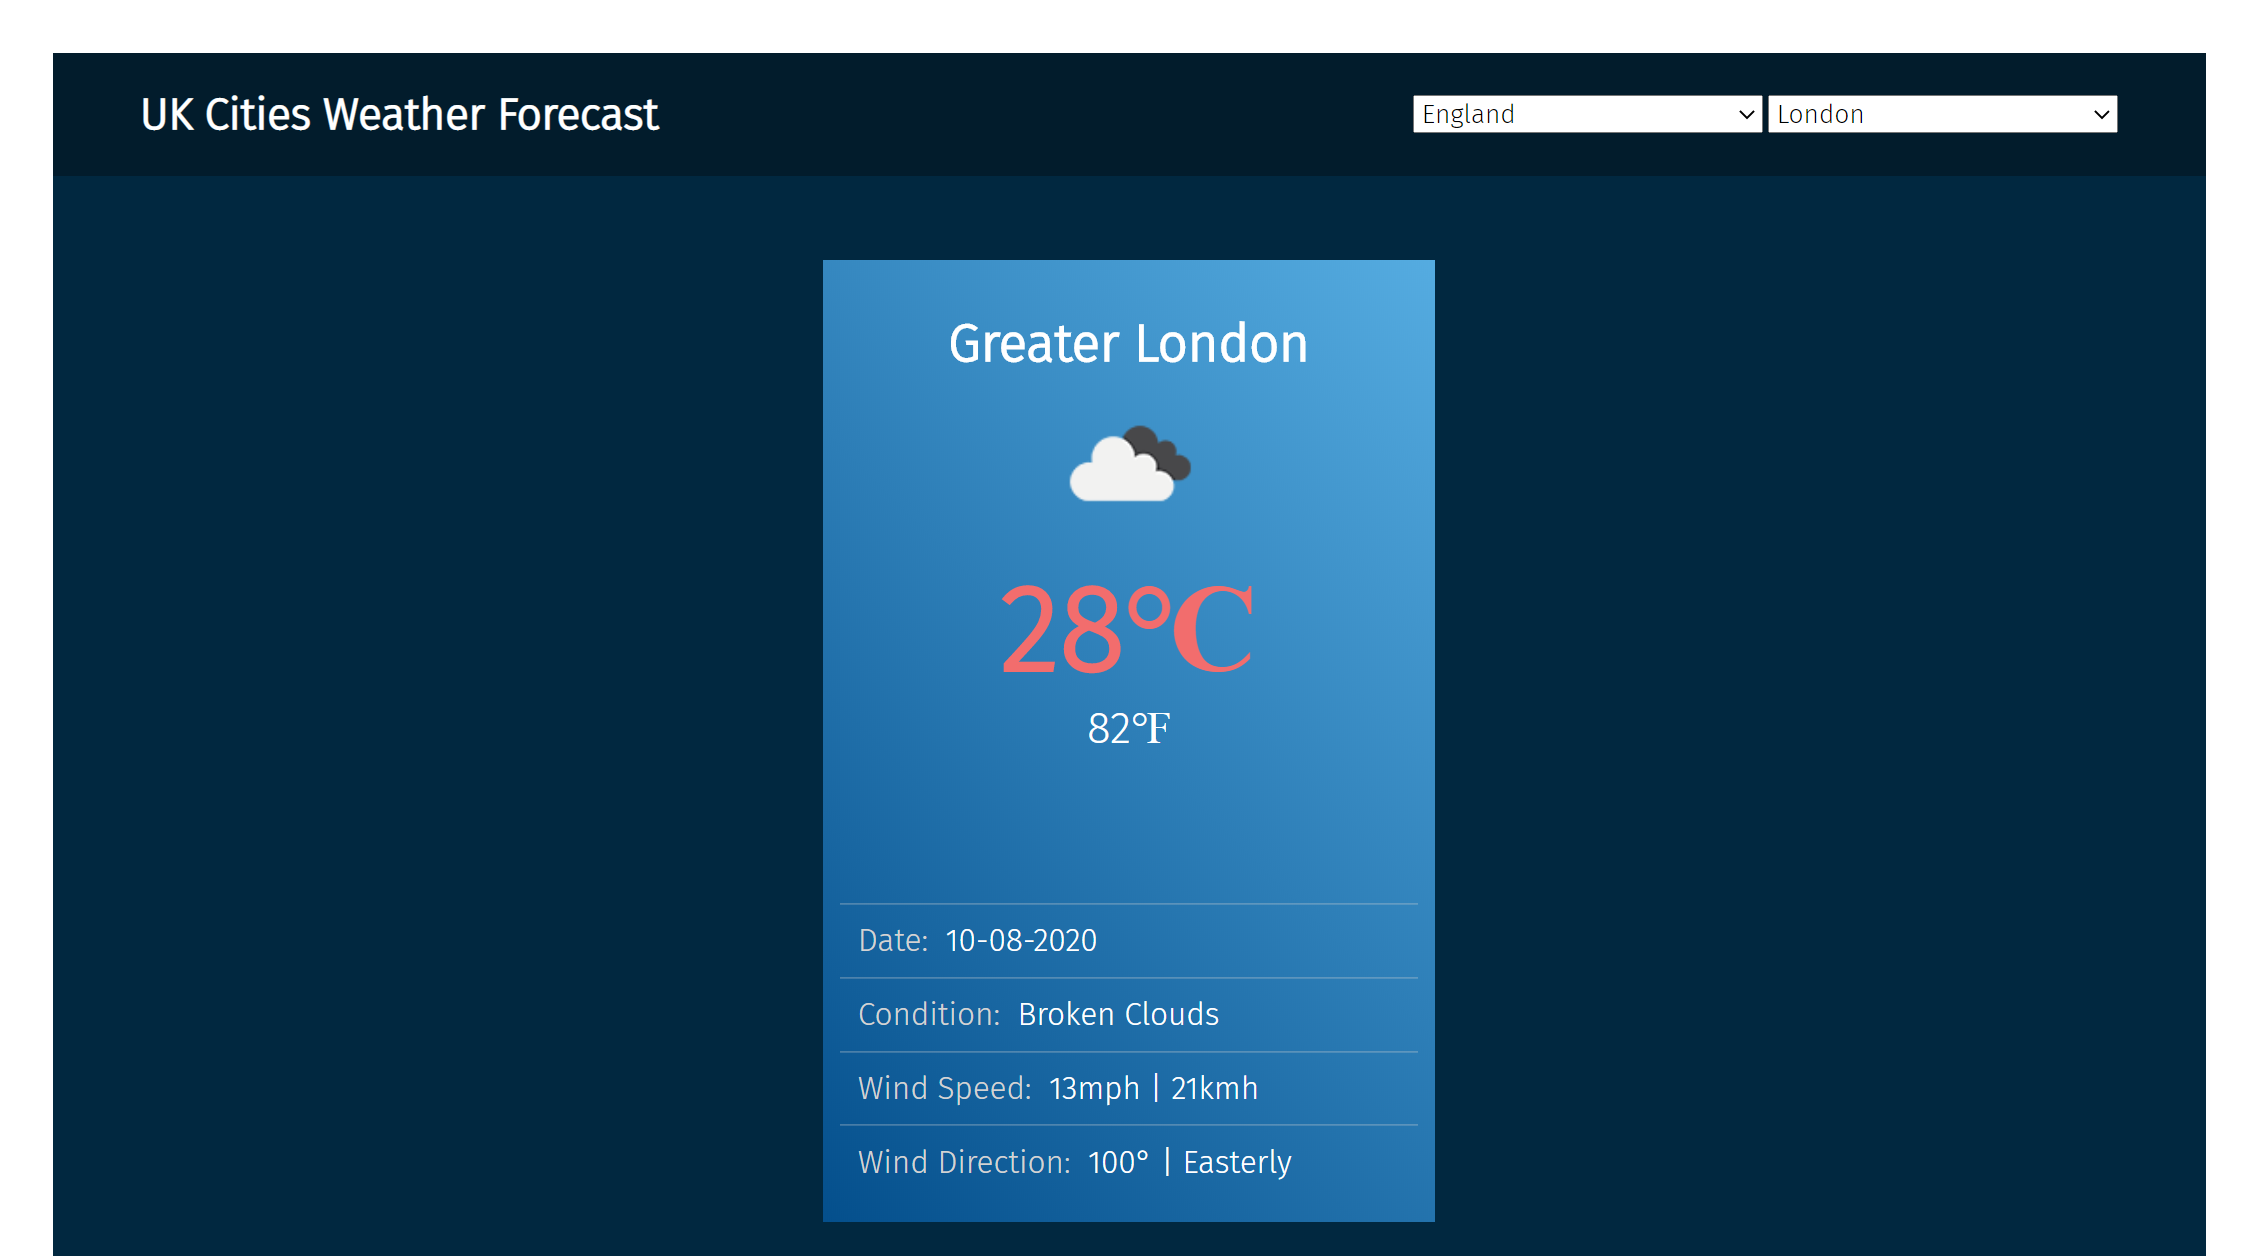 UK Cities Weather Forecast
England London
Greater London
28℃
82℉
Date: 10-08-2020
Condition: Broken Clouds
Wind Speed: 13mph | 21kmh
Wind Direction: 100° | Easterly